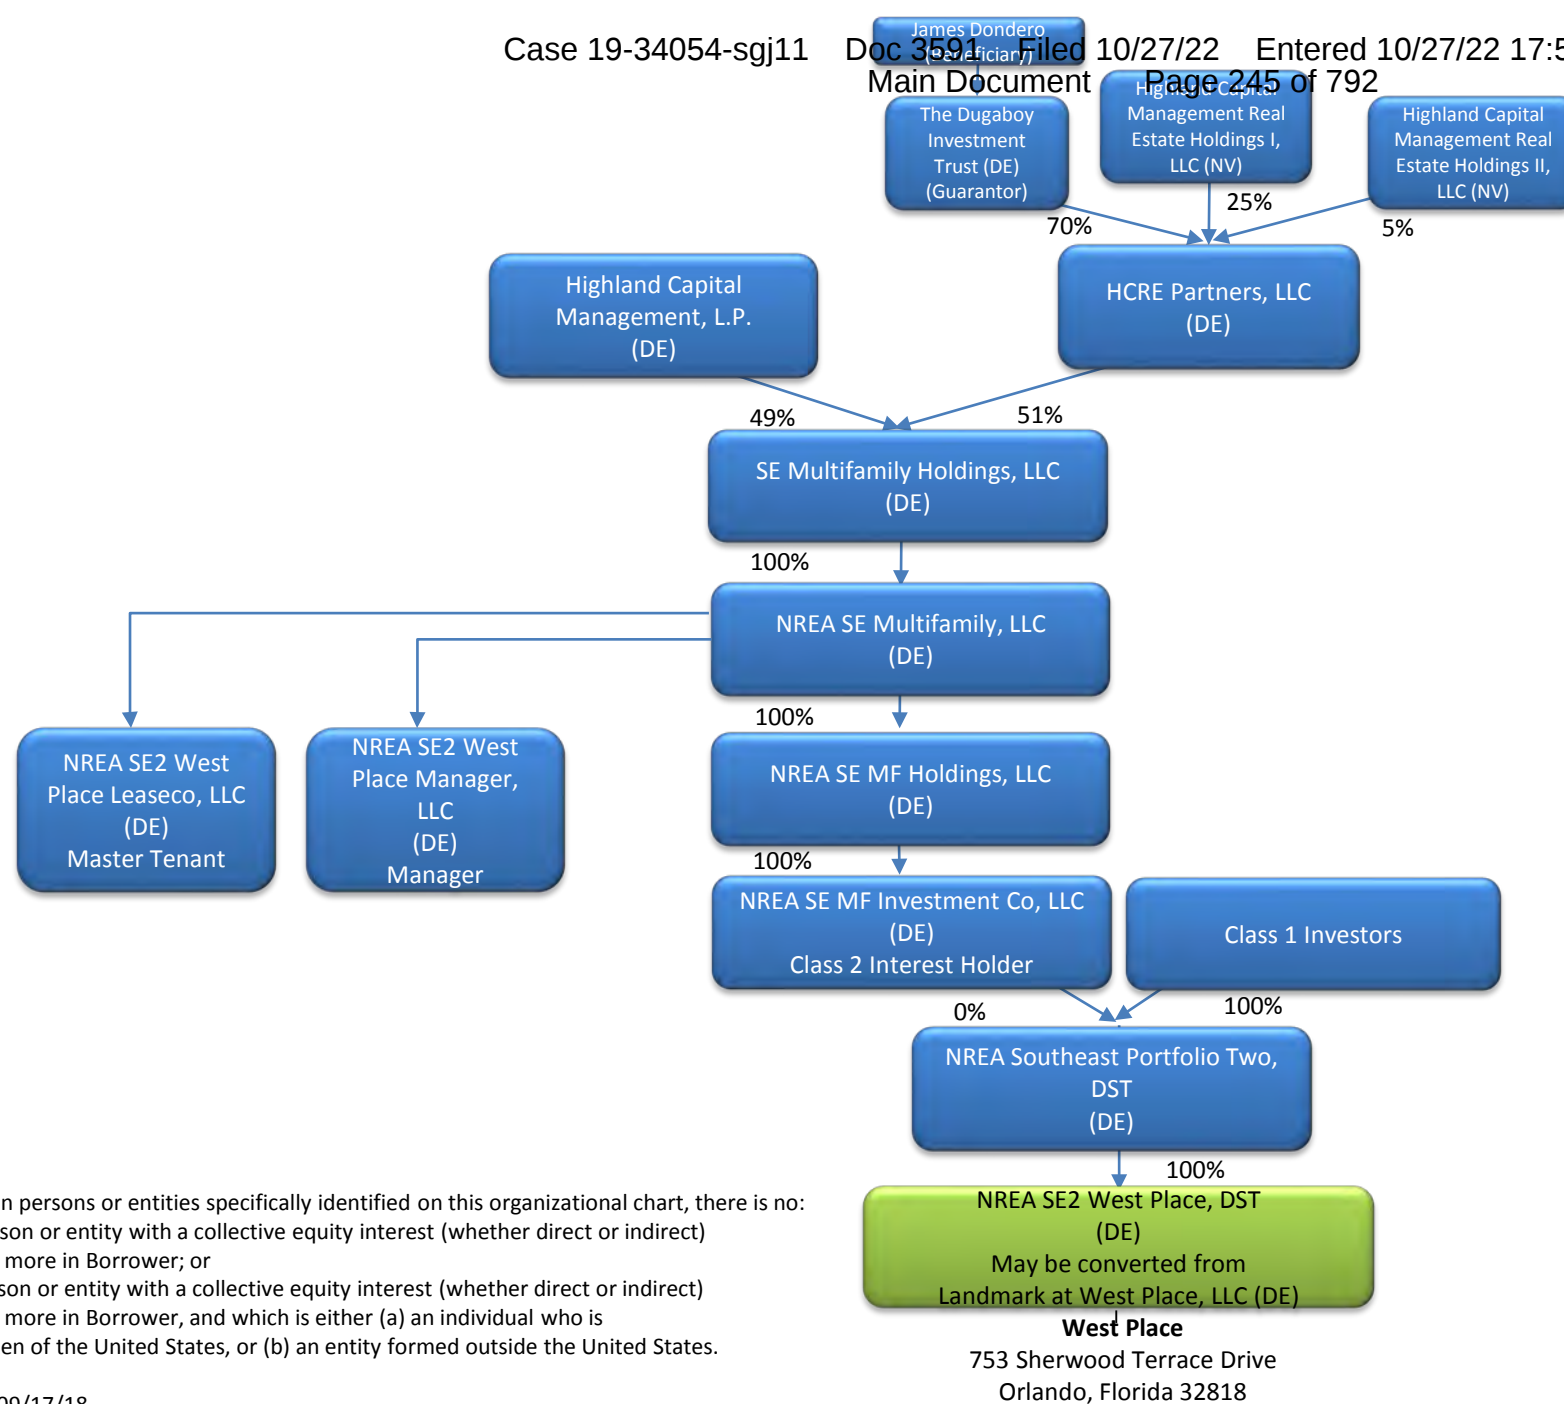 Case 19-34054-sgj11 Doc 3591 Filed 10/27/22 Entered 10/27/22 17:5
Main Document Page 245 of 792
James Dondero
(Beneficiary)
The Dugaboy
Investment
Trust (DE)
(Guarantor)
Highland Capital
Management Real
Estate Holdings I,
LLC (NV)
Highland Capital
Management Real
Estate Holdings II,
LLC (NV)
70%
25%
5%
Highland Capital
Management, L.P.
(DE)
HCRE Partners, LLC
(DE)
49%
51%
SE Multifamily Holdings, LLC
(DE)
100%
NREA SE Multifamily, LLC
(DE)
100%
NREA SE2 West
Place Leaseco, LLC
(DE)
Master Tenant
NREA SE2 West
Place Manager,
LLC
(DE)
Manager
NREA SE MF Holdings, LLC
(DE)
100%
NREA SE MF Investment Co, LLC
(DE)
Class 2 Interest Holder
Class 1 Investors
0%
100%
NREA Southeast Portfolio Two,
DST
(DE)
100%
NREA SE2 West Place, DST
(DE)
May be converted from
Landmark at West Place, LLC (DE)
West Place
753 Sherwood Terrace Drive
Orlando, Florida 32818
n persons or entities specifically identified on this organizational chart, there is no:
son or entity with a collective equity interest (whether direct or indirect)
more in Borrower; or
son or entity with a collective equity interest (whether direct or indirect)
more in Borrower, and which is either (a) an individual who is
en of the United States, or (b) an entity formed outside the United States.
09/17/18